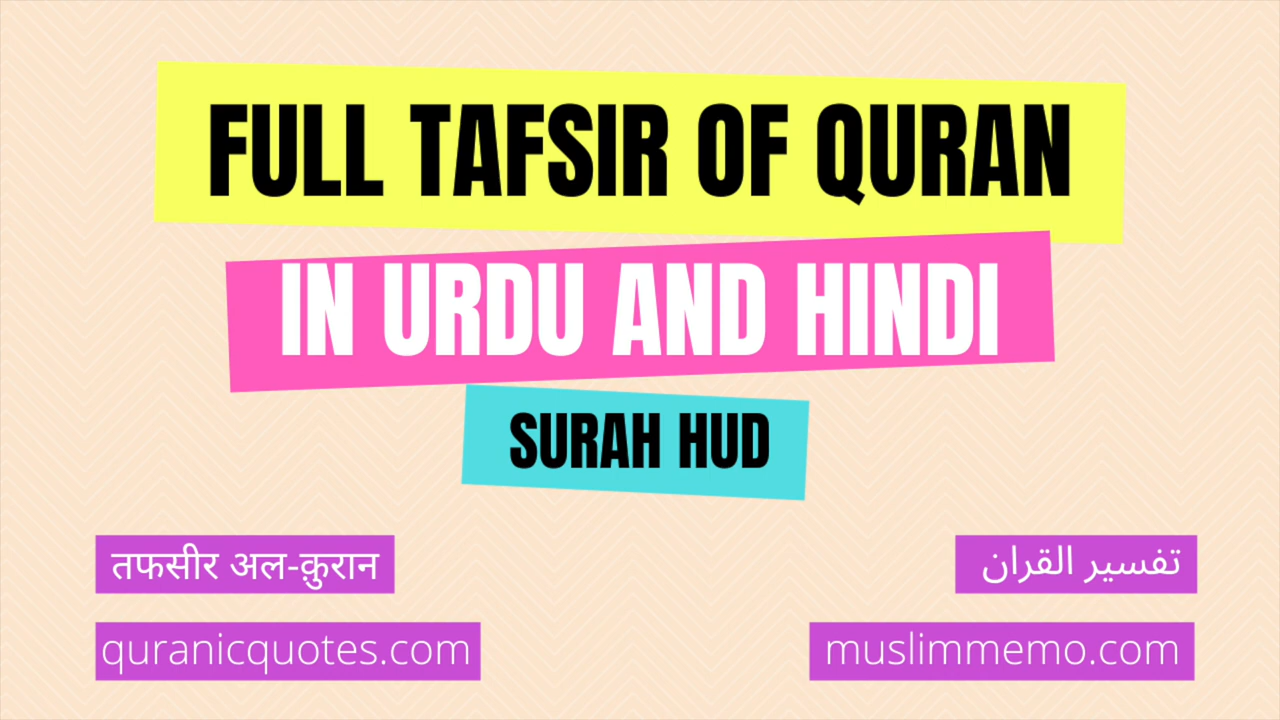 FULL TAFSIR OF QURAN
IN URDU AND HINDI
SURAH HUD
तफसीर अल-क़ुरान
تفسير القران
quranicquotes.com
muslimmemo.com